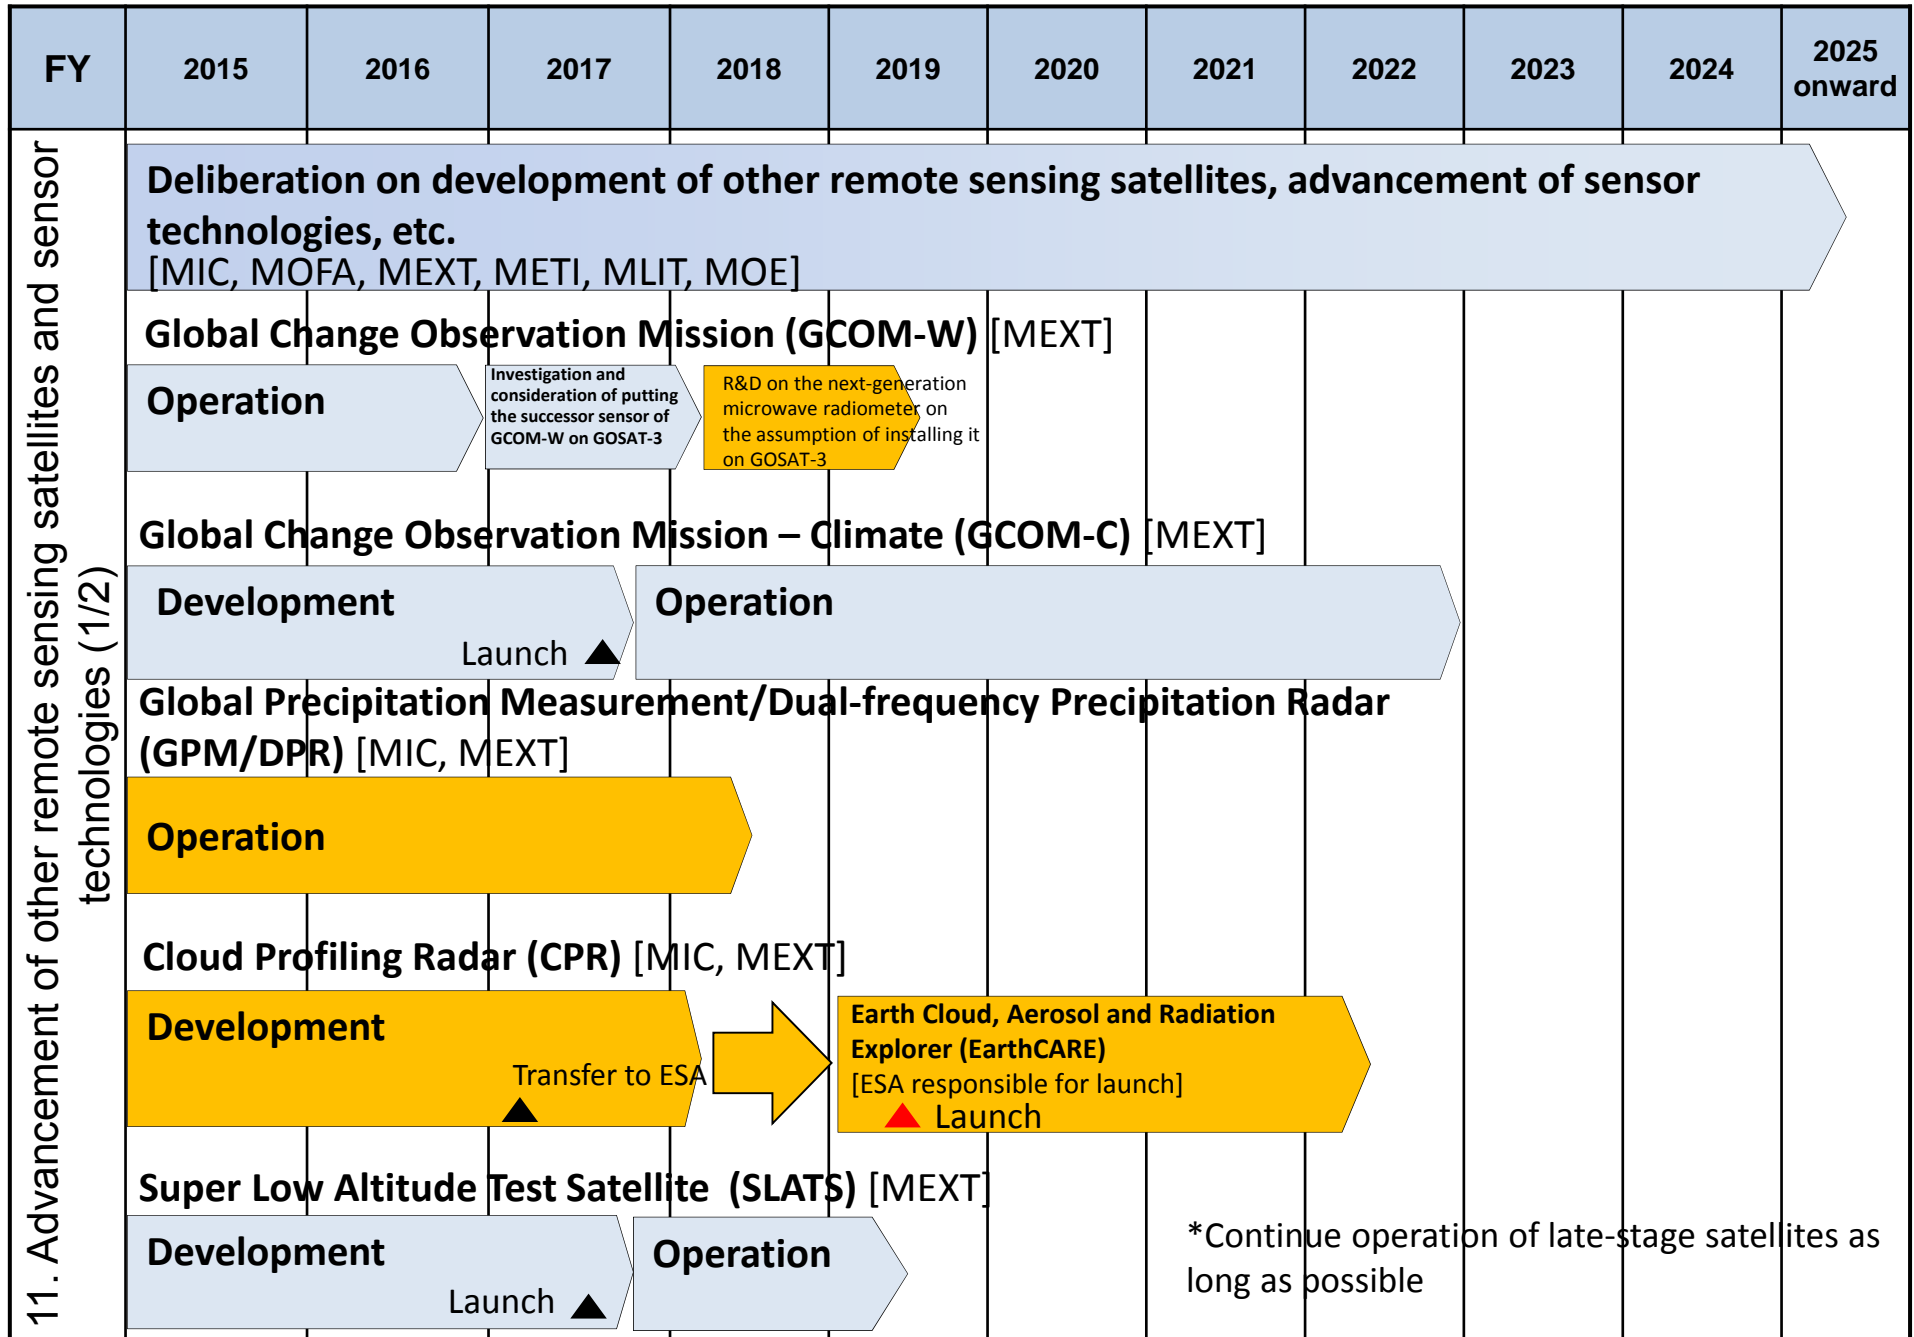 FY
2015
2016
2017
2018
2019
2020
2021
2022
2023
2024
2025
onward
11. Advancement of other remote sensing satellites and sensor
technologies (1/2)
Deliberation on development of other remote sensing satellites, advancement of sensor
technologies, etc.
[MIC, MOFA, MEXT, METI, MLIT, MOE]
Global Change Observation Mission (GCOM-W) [MEXT]
Operation
Investigation and
consideration of putting
the successor sensor of
GCOM-W on GOSAT-3
R&D on the next-generation
microwave radiometer on
the assumption of installing it
on GOSAT-3
Global Change Observation Mission – Climate (GCOM-C) [MEXT]
Development
Launch
Operation
Global Precipitation Measurement/Dual-frequency Precipitation Radar
(GPM/DPR) [MIC, MEXT]
Operation
Cloud Profiling Radar (CPR) [MIC, MEXT]
Development
Transfer to ESA
Earth Cloud, Aerosol and Radiation
Explorer (EarthCARE)
[ESA responsible for launch]
Launch
Super Low Altitude Test Satellite (SLATS) [MEXT]
Development
Launch
Operation
*Continue operation of late-stage satellites as
long as possible